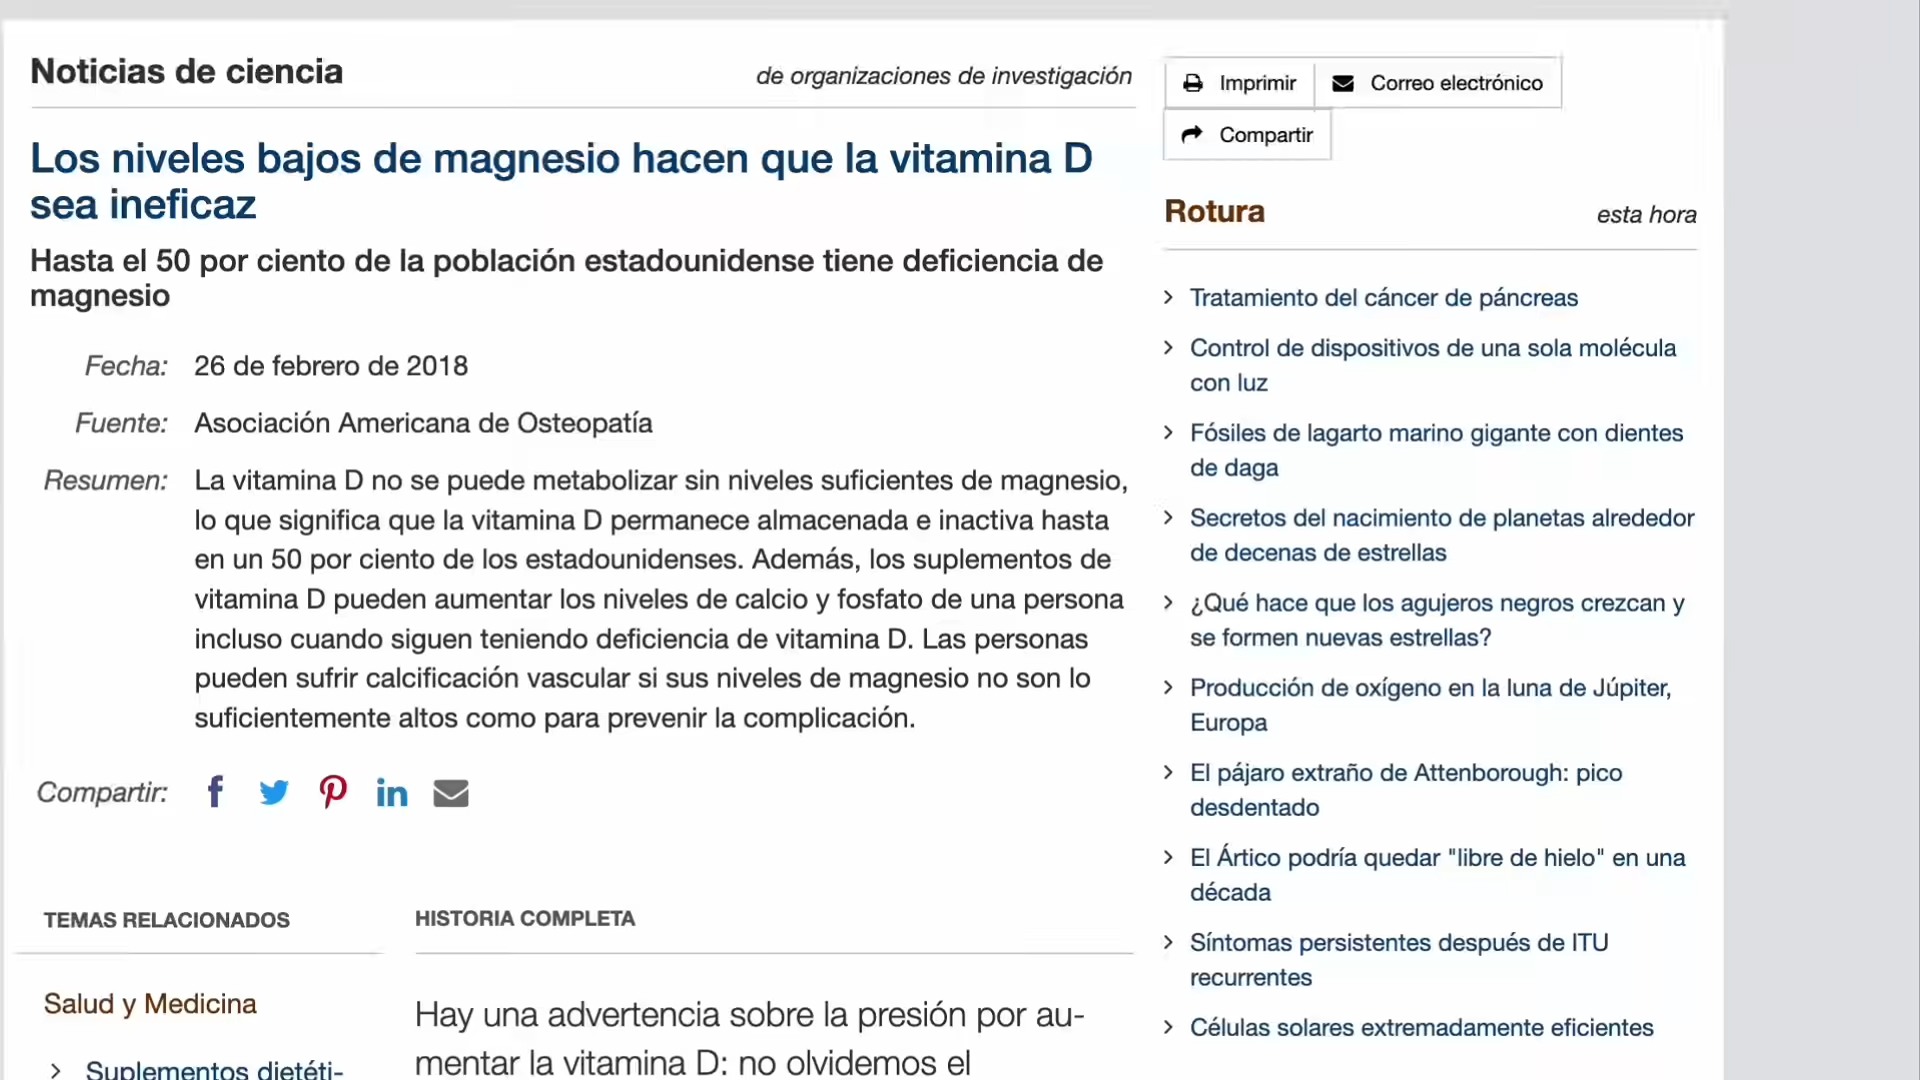 Noticias de ciencia
de organizaciones de investigación
Los niveles bajos de magnesio hacen que la vitamina D
sea ineficaz
Hasta el 50 por ciento de la población estadounidense tiene deficiencia de
magnesio
Fecha: 26 de febrero de 2018
Fuente: Asociación Americana de Osteopatía
Resumen: La vitamina D no se puede metabolizar sin niveles suficientes de magnesio,
lo que significa que la vitamina D permanece almacenada e inactiva hasta
en un 50 por ciento de los estadounidenses. Además, los suplementos de
vitamina D pueden aumentar los niveles de calcio y fosfato de una persona
incluso cuando siguen teniendo deficiencia de vitamina D. Las personas
pueden sufrir calcificación vascular si sus niveles de magnesio no son lo
suficientemente altos como para prevenir la complicación.
Compartir:
TEMAS RELACIONADOS
Salud y Medicina
Suplementos dietéti-
HISTORIA COMPLETA
Hay una advertencia sobre la presión por au-
mentar la vitamina D: no olvidemos el
Imprimir
Correo electrónico
Compartir
Rotura
esta hora
Tratamiento del cáncer de páncreas
Control de dispositivos de una sola molécula
con luz
Fósiles de lagarto marino gigante con dientes
de daga
Secretos del nacimiento de planetas alrededor
de decenas de estrellas
¿Qué hace que los agujeros negros crezcan y
se formen nuevas estrellas?
Producción de oxígeno en la luna de Júpiter,
Europa
El pájaro extraño de Attenborough: pico
desdentado
El Ártico podría quedar "libre de hielo" en una
década
Síntomas persistentes después de ITU
recurrentes
Células solares extremadamente eficientes